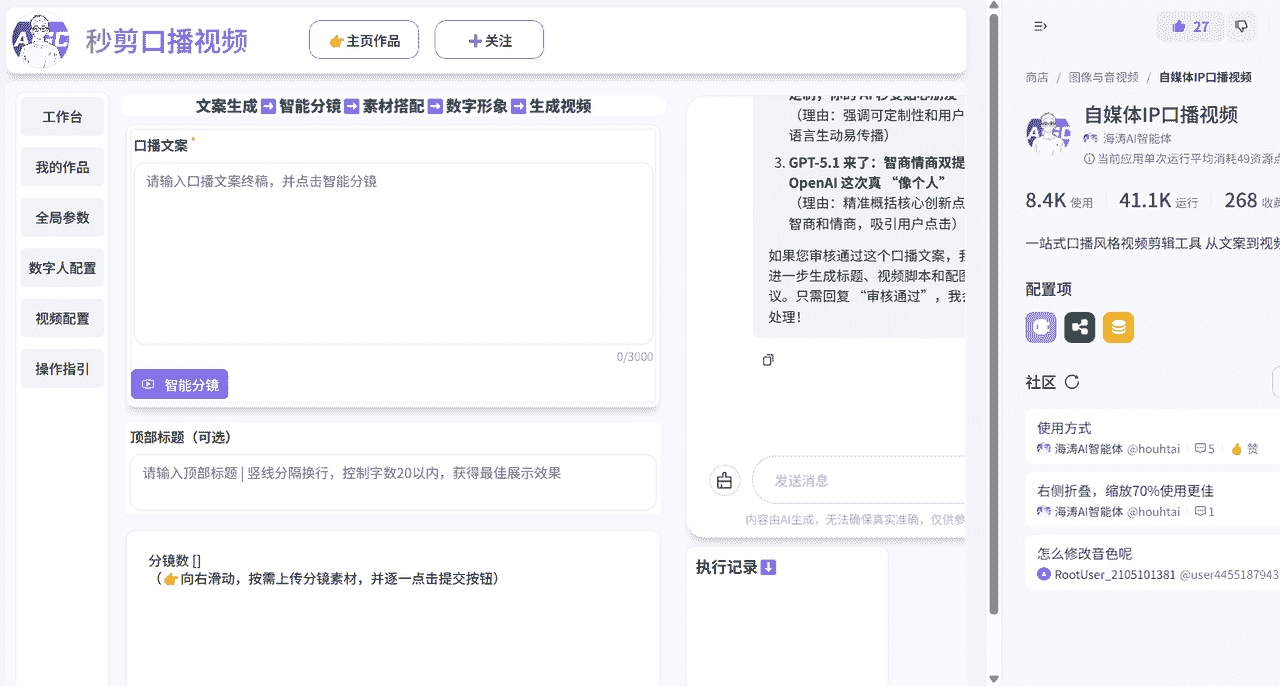 秒剪口播视频
👉主页作品
➕关注
工作台
我的作品
全局参数
数字人配置
视频配置
操作指引
文案生成➡️智能分镜➡️素材搭配➡️数字形象➡️生成视频
口播文案*
请输入口播文案终稿，并点击智能分镜
0/3000
智能分镜
顶部标题（可选）
请输入顶部标题 | 竖线分隔换行，控制字数20以内，获得最佳展示效果
分镜数 []
（👉向右滑动，按需上传分镜素材，并逐一点击提交按钮）
（理由：强调可定制性和用户
语言生动易传播）
3. GPT-5.1 来了：智商情商双提
OpenAI 这次真 “像个人”
（理由：精准概括核心创新点
智商和情商，吸引用户点击）
如果您审核通过这个口播文案，我
进一步生成标题、视频脚本和配图
议。只需回复 “审核通过” ，我会
处理！
发送消息
内容由AI生成，无法确保真实准确，仅供参
执行记录⬇️
27
商店 / 图像与音视频 / 自媒体IP口播视频
自媒体IP口播视频
海涛AI智能体
当前应用单次运行平均消耗49资源点
8.4K 使用 41.1K 运行 268 收藏
一站式口播风格视频剪辑工具 从文案到视频
配置项
社区
使用方式
海涛AI智能体 @houhtai 5 👍 赞
右侧折叠，缩放70%使用更佳
海涛AI智能体 @houhtai 1
怎么修改音色呢
RootUser_2105101381 @user4455187943